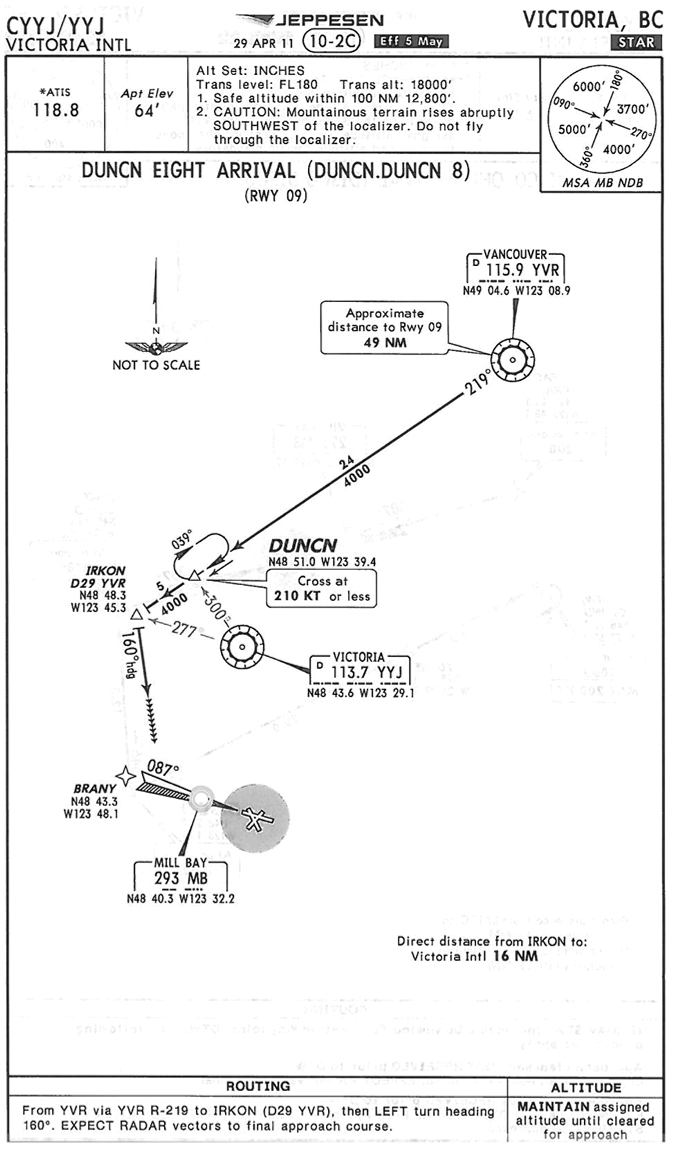 CYYJ/YYJ
VICTORIA INTL
JEPPESEN
29 APR 11 10-2C Eff 5 May
VICTORIA, BC
STAR
*ATIS
118.8
Apt Elev
64'
Alt Set: INCHES
Trans level: FL180 Trans alt: 18000'
1. Safe altitude within 100 NM 12,800'.
2. CAUTION: Mountainous terrain rises abruptly
SOUTHWEST of the localizer. Do not fly
through the localizer.
6000'
180°
090°
3700'
5000'
270°
4000'
360°
MSA MB NDB
DUNCN EIGHT ARRIVAL (DUNCN.DUNCN 8)
(RWY 09)
VANCOUVER
D 115.9 YVR
N49 04.6 W123 08.9
Approximate
distance to Rwy 09
49 NM
N
NOT TO SCALE
219°
24
4000
039°
DUNCN
N48 51.0 W123 39.4
Cross at
210 KT or less
IRKON
D29 YVR
N48 48.3
W123 45.3
5
4000
300°
277°
VICTORIA
D 113.7 YYJ
N48 43.6 W123 29.1
160° hdg
087°
BRANY
N48 43.3
W123 48.1
MILL BAY
293 MB
N48 40.3 W123 32.2
Direct distance from IRKON to:
Victoria Intl 16 NM
ROUTING
ALTITUDE
From YVR via YVR R-219 to IRKON (D29 YVR), then LEFT turn heading
160°. EXPECT RADAR vectors to final approach course.
MAINTAIN assigned
altitude until cleared
for approach